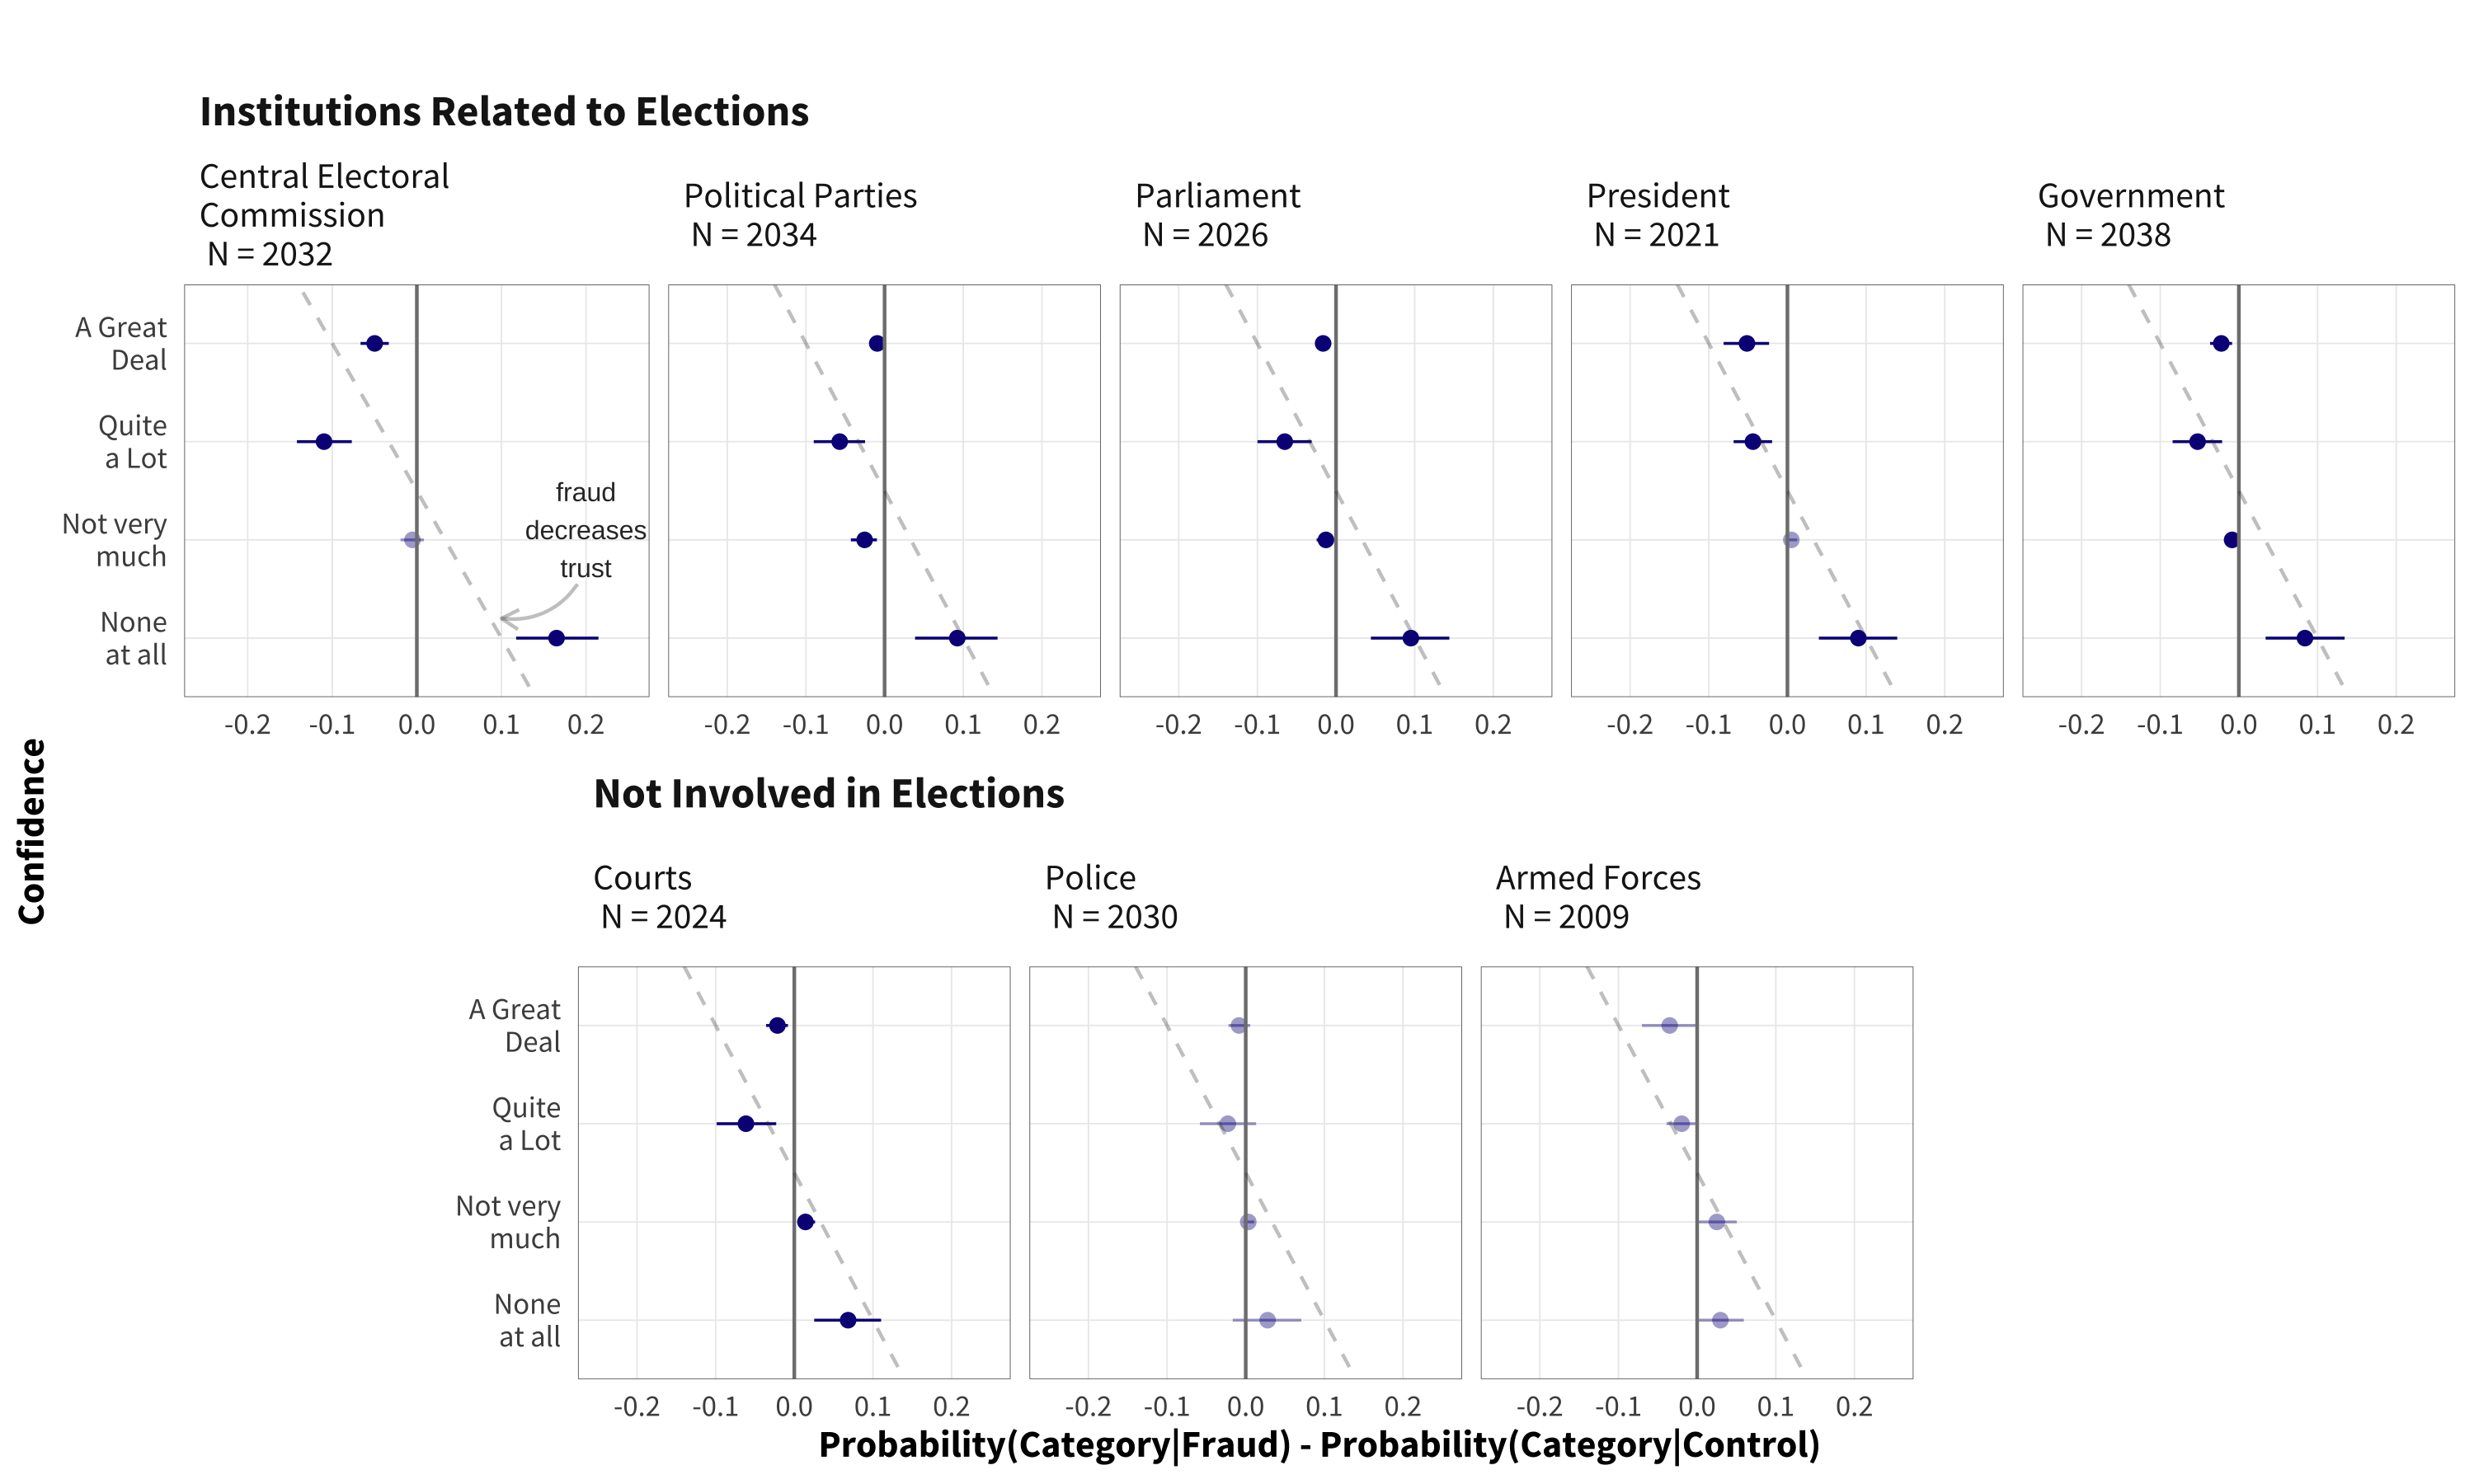 Institutions Related to Elections
Central Electoral
Commission
N = 2032
Political Parties
N = 2034
Parliament
N = 2026
President
N = 2021
Government
N = 2038
A Great
Deal
Quite
a Lot
Not very
much
None
at all
fraud
decreases
trust
-0.2 -0.1 0.0 0.1 0.2
-0.2 -0.1 0.0 0.1 0.2
-0.2 -0.1 0.0 0.1 0.2
-0.2 -0.1 0.0 0.1 0.2
-0.2 -0.1 0.0 0.1 0.2
Confidence
Not Involved in Elections
Courts
N = 2024
Police
N = 2030
Armed Forces
N = 2009
A Great
Deal
Quite
a Lot
Not very
much
None
at all
-0.2 -0.1 0.0 0.1 0.2
-0.2 -0.1 0.0 0.1 0.2
-0.2 -0.1 0.0 0.1 0.2
Probability(Category|Fraud) - Probability(Category|Control)